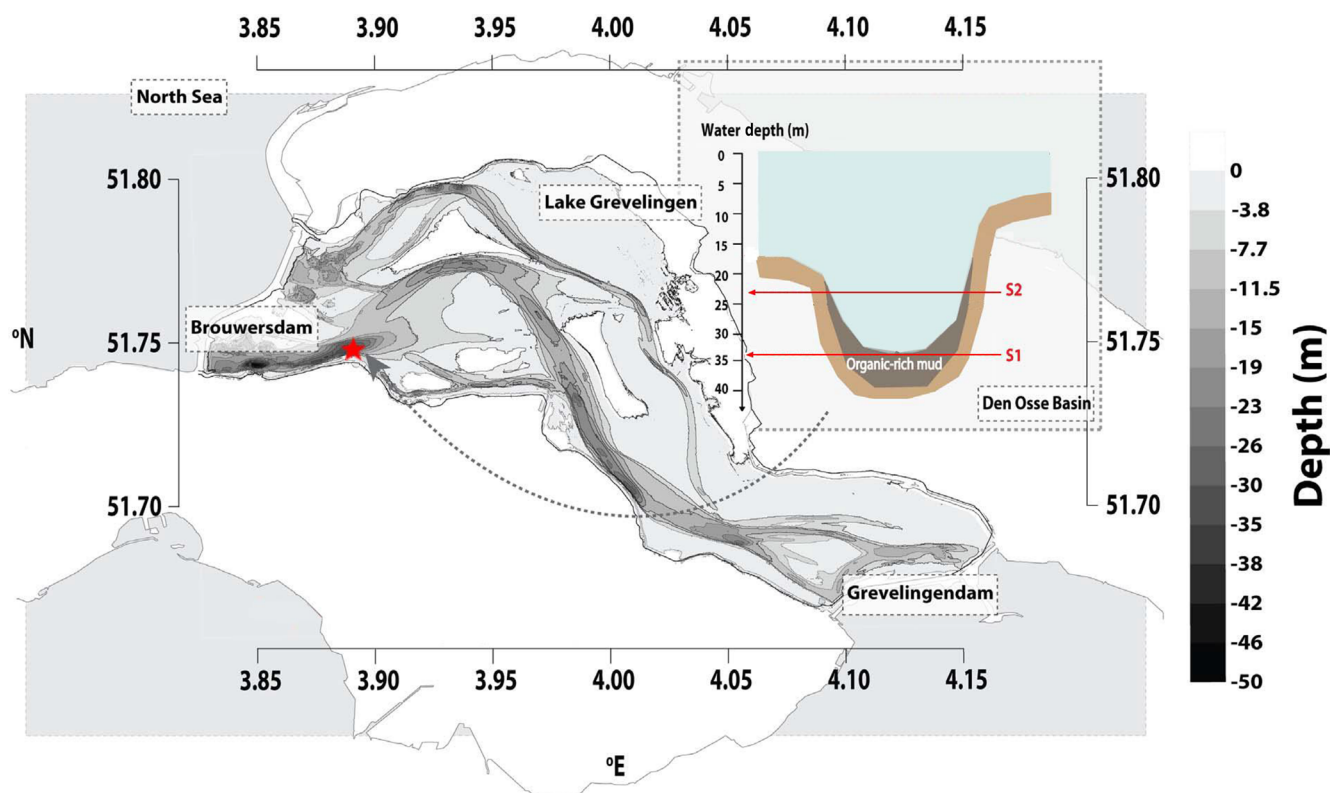 3.85 3.90 3.95 4.00 4.05 4.10 4.15
North Sea
51.80
Lake Grevelingen
Brouwersdam
ºN
51.75
51.70
Water depth (m)
0
5
10
15
20
25
30
35
40
S2
S1
Organic-rich mud
Den Osse Basin
51.80
51.75
51.70
Grevelingendam
3.85 3.90 3.95 4.00 4.05 4.10 4.15
ºE
0
-3.8
-7.7
-11.5
-15
-19
-23
-26
-30
-35
-38
-42
-46
-50
Depth (m)